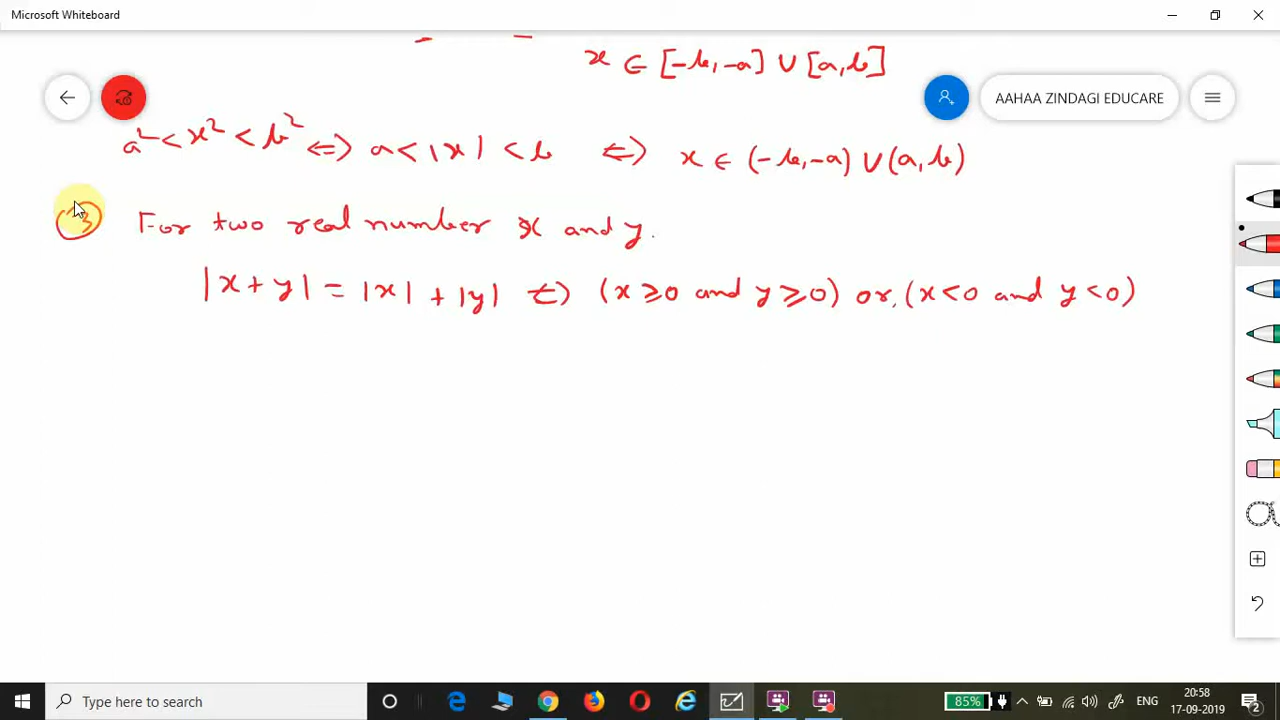 Microsoft Whiteboard
x ∈ [-b, -a] ∪ [a, b]
AAHAA ZINDAGI EDUCARE
a² < x² < b² ⇔ a < |x| < b ⇔ x ∈ (-b, -a) ∪ (a, b)
3 For two real number x and y.
|x + y| = |x| + |y| ⇔ (x ≥ 0 and y ≥ 0) or, (x < 0 and y < 0)
Type here to search
85%
ENG
20:58
17-09-2019
2